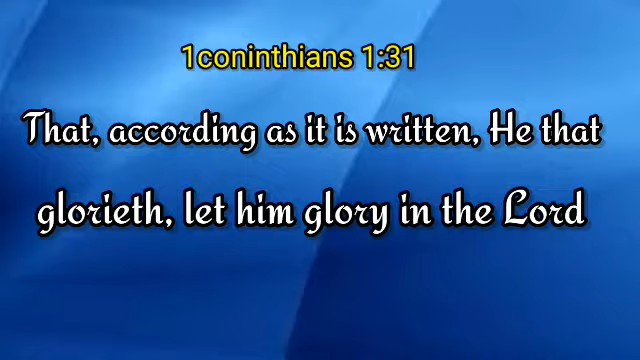 1coninthians 1:31
That, according as it is written, He that
glorieth, let him glory in the Lord